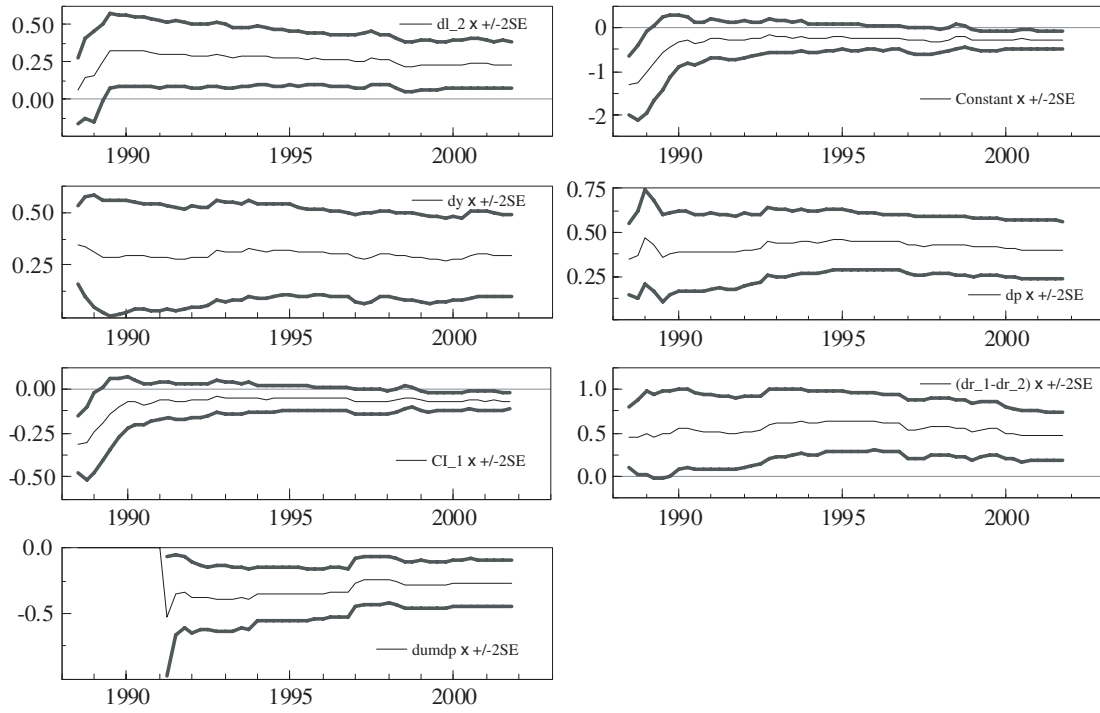 0.50
0.25
0.00
dl_2 x +/-2SE
1990 1995 2000
0
-1
-2
Constant x +/-2SE
1990 1995 2000
0.50
0.25
dy x +/-2SE
1990 1995 2000
0.75
0.50
0.25
dp x +/-2SE
1990 1995 2000
0.00
-0.25
-0.50
CI_1 x +/-2SE
1990 1995 2000
1.0
0.5
0.0
(dr_1-dr_2) x +/-2SE
1990 1995 2000
0.0
-0.5
dumdp x +/-2SE
1990 1995 2000